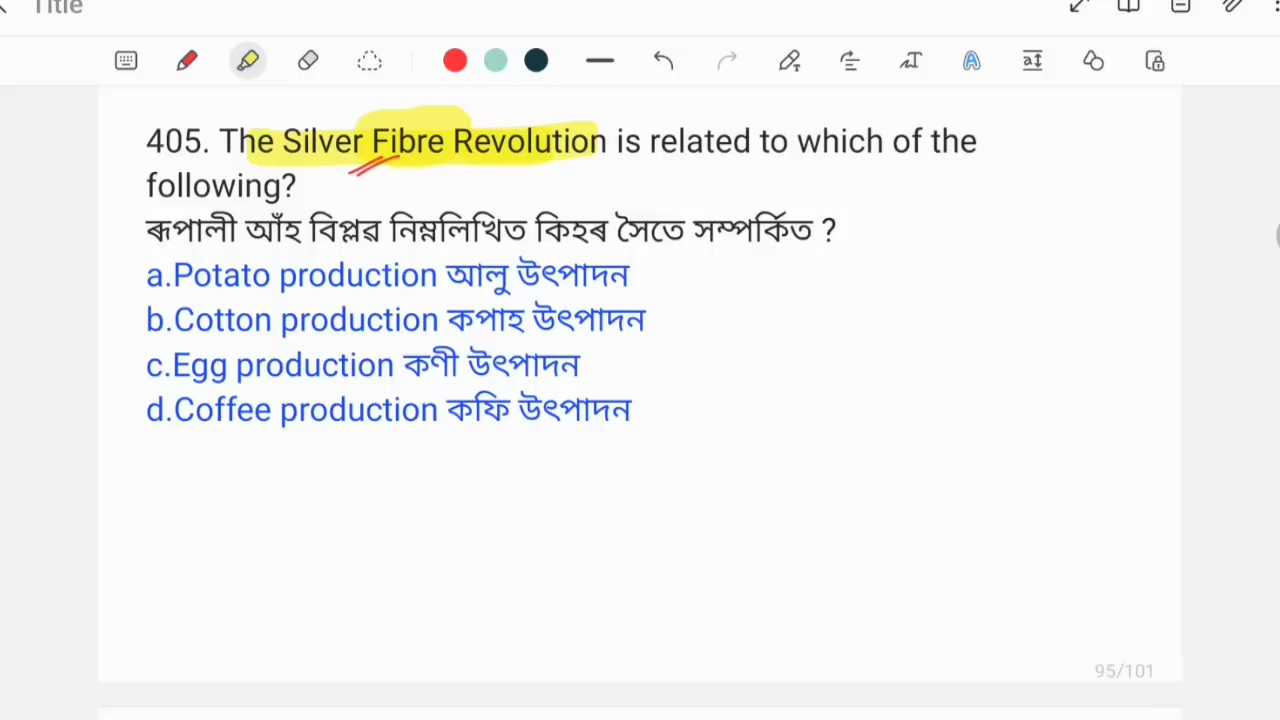 Title
405. The Silver Fibre Revolution is related to which of the
following?
ৰূপালী আঁহ বিপ্লৱ নিম্নলিখিত কিহৰ সৈতে সম্পৰ্কিত ?
a.Potato production আলু উৎপাদন
b.Cotton production কপাহ উৎপাদন
c.Egg production কণী উৎপাদন
d.Coffee production কফি উৎপাদন
95/101